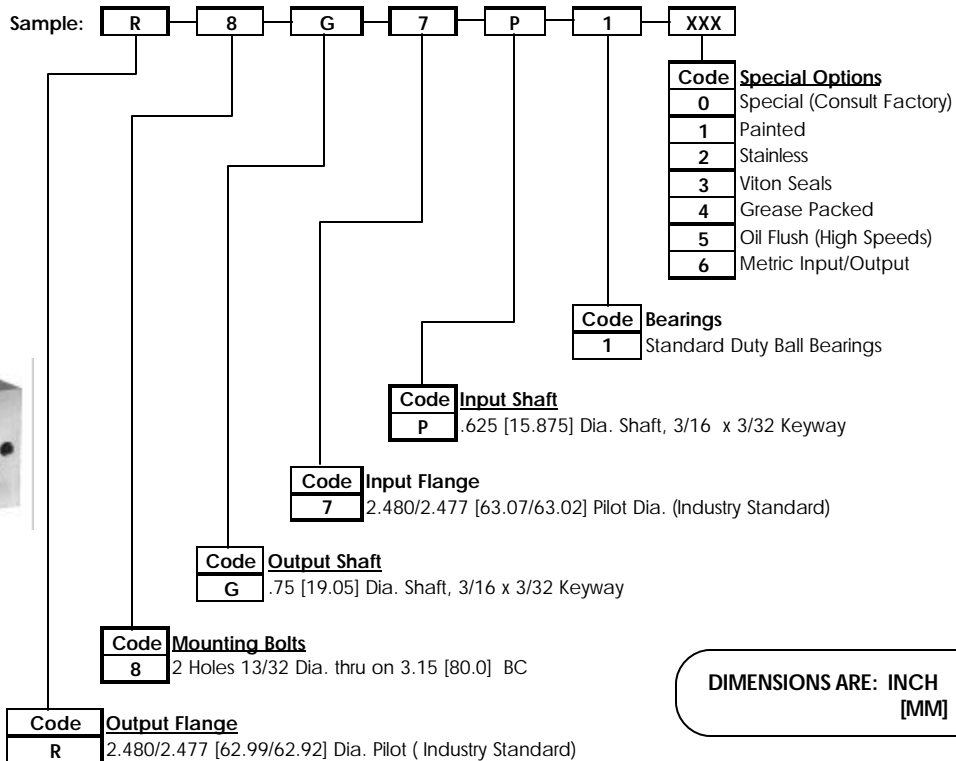 Sample: R 8 G 7 P 1 XXX
Code Special Options
0 Special (Consult Factory)
1 Painted
2 Stainless
3 Viton Seals
4 Grease Packed
5 Oil Flush (High Speeds)
6 Metric Input/Output
Code Bearings
1 Standard Duty Ball Bearings
Code Input Shaft
P .625 [15.875] Dia. Shaft, 3/16 x 3/32 Keyway
Code Input Flange
7 2.480/2.477 [63.07/63.02] Pilot Dia. (Industry Standard)
Code Output Shaft
G .75 [19.05] Dia. Shaft, 3/16 x 3/32 Keyway
Code Mounting Bolts
8 2 Holes 13/32 Dia. thru on 3.15 [80.0] BC
DIMENSIONS ARE: INCH
[MM]
Code Output Flange
R 2.480/2.477 [62.99/62.92] Dia. Pilot ( Industry Standard)